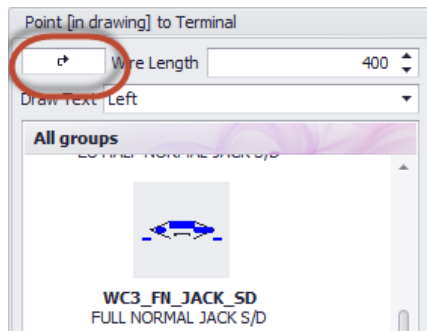 Point [in drawing] to Terminal
Wire Length 400
Draw Text Left
All groups
WC3_FN_JACK_SD
FULL NORMAL JACK S/D